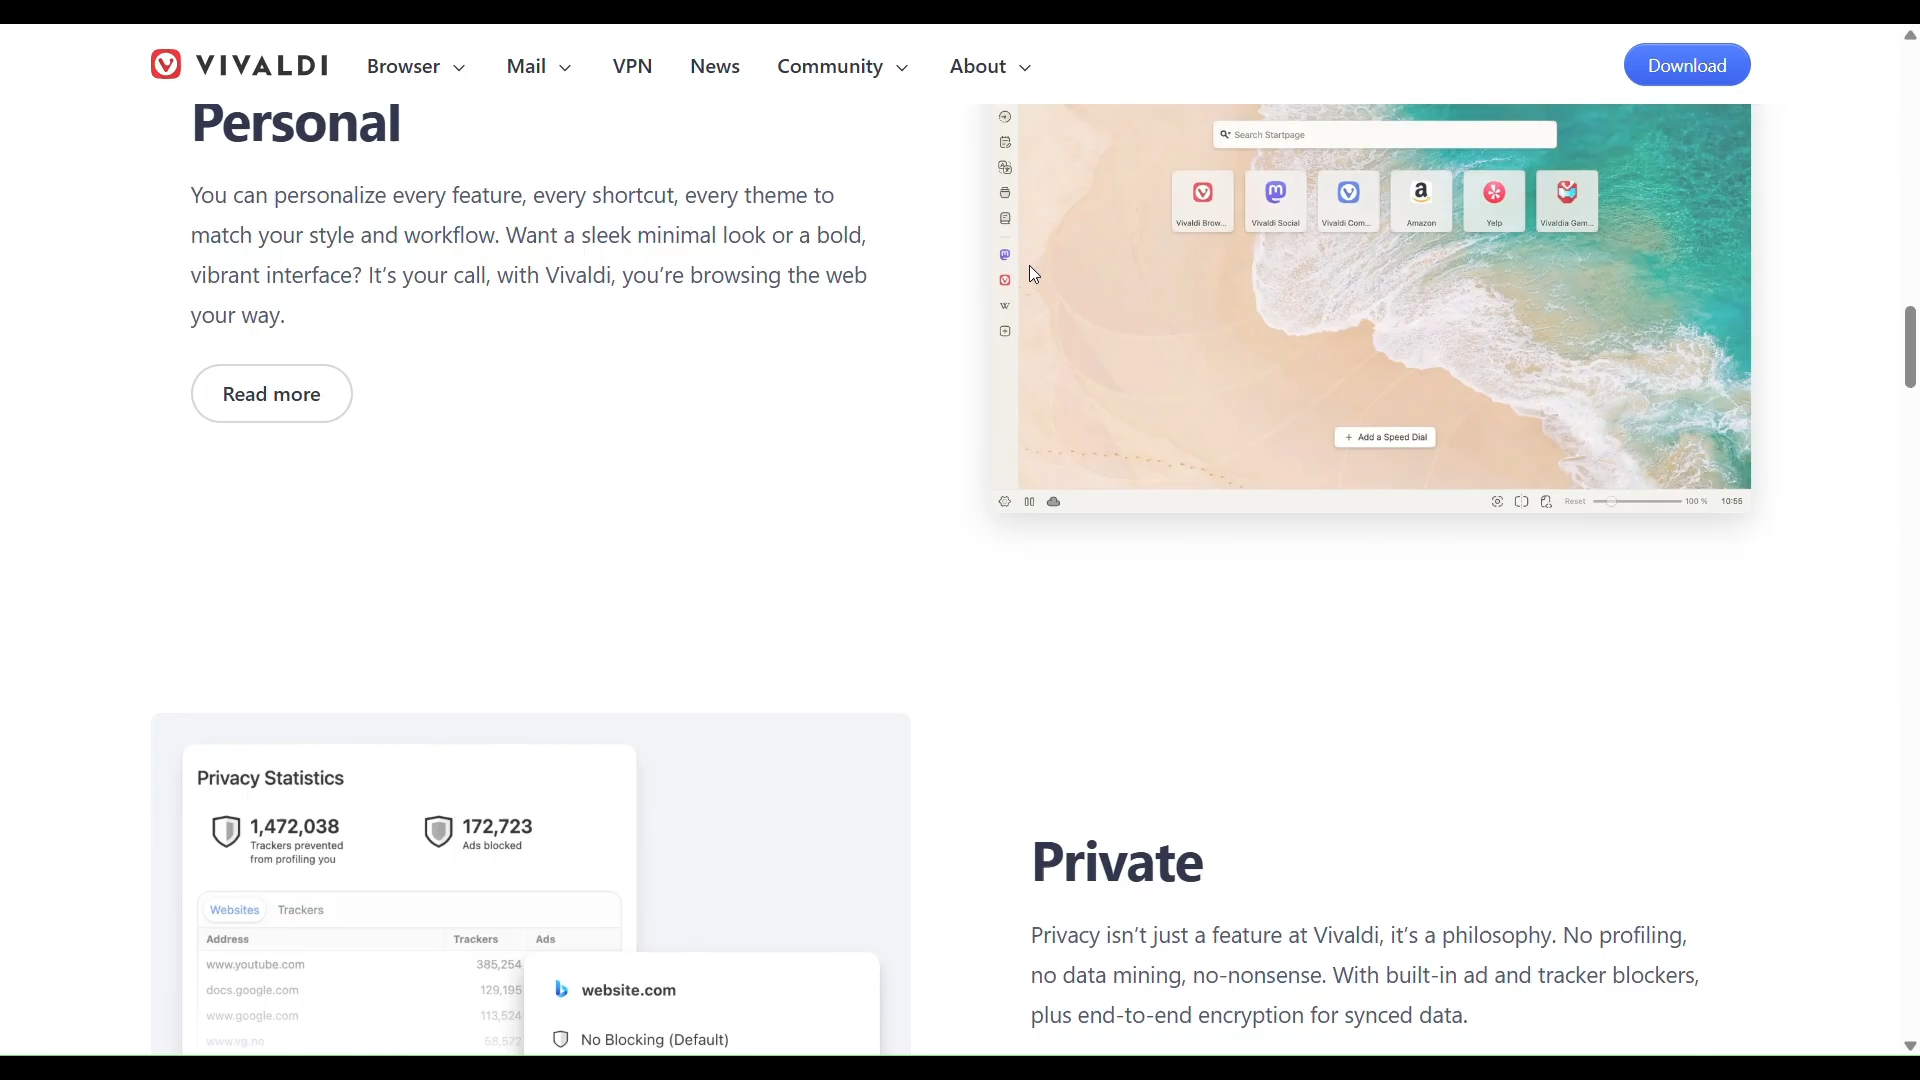 VIVALDI
Browser
Mail
VPN
News
Community
About
Download
Personal
You can personalize every feature, every shortcut, every theme to
match your style and workflow. Want a sleek minimal look or a bold,
vibrant interface? It’s your call, with Vivaldi, you’re browsing the web
your way.
Read more
Search Startpage
Vivaldi Brow...
Vivaldi Social
Vivaldi Com...
Amazon
Yelp
Vivaldia Gam...
+ Add a Speed Dial
Reset
100 %
10:55
Privacy Statistics
1,472,038
Trackers prevented
from profiling you
172,723
Ads blocked
Websites
Trackers
Address
Trackers
Ads
www.youtube.com
385,254
docs.google.com
129,195
www.google.com
113,524
www.vg.no
58,572
website.com
No Blocking (Default)
Private
Privacy isn’t just a feature at Vivaldi, it’s a philosophy. No profiling,
no data mining, no-nonsense. With built-in ad and tracker blockers,
plus end-to-end encryption for synced data.